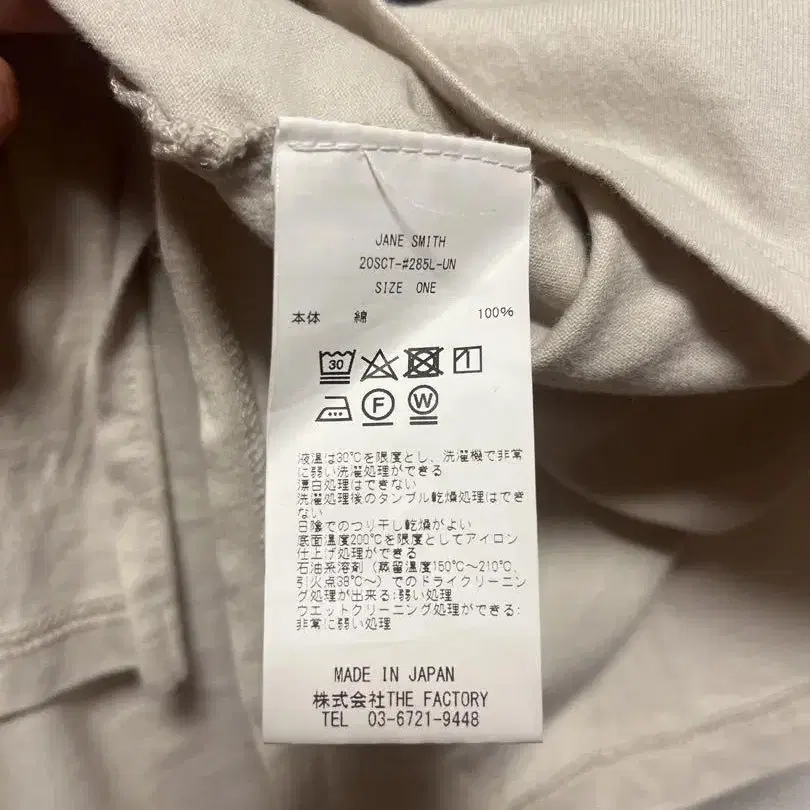 JANE SMITH
20SCT-#285L-UN
SIZE ONE
本体 綿 100%
30
F W
液温は30℃を限度とし、洗濯機で非常
に弱い洗濯処理ができる
漂白処理はできない
洗濯処理後のタンブル乾燥処理はでき
ない
日陰でのつり干し乾燥がよい
底面温度200℃を限度としてアイロン
仕上げ処理ができる
石油系溶剤（蒸留温度150℃～210℃、
引火点38℃～）でのドライクリーニン
グ処理が出来る:弱い処理
ウエットクリーニング処理ができる:
非常に弱い処理
MADE IN JAPAN
株式会社THE FACTORY
TEL 03-6721-9448